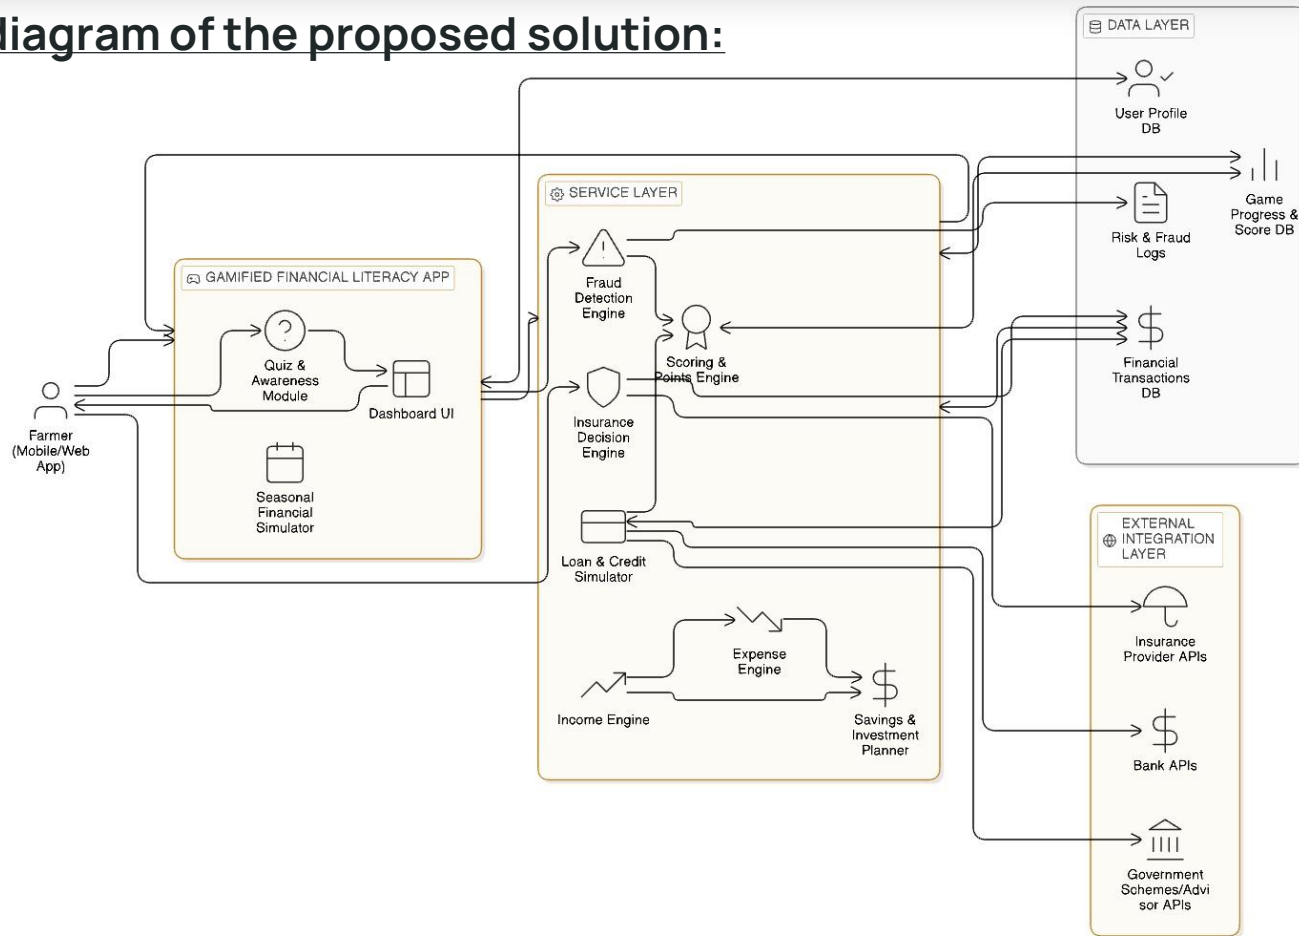 diagram of the proposed solution:
DATA LAYER
User Profile
DB
Game
Progress &
Score DB
Risk & Fraud
Logs
Financial
Transactions
DB
SERVICE LAYER
Fraud
Detection
Engine
Scoring &
Points Engine
Insurance
Decision
Engine
Loan & Credit
Simulator
Expense
Engine
Income Engine
Savings &
Investment
Planner
GAMIFIED FINANCIAL LITERACY APP
Quiz &
Awareness
Module
Dashboard UI
Seasonal
Financial
Simulator
Farmer
(Mobile/Web
App)
EXTERNAL
INTEGRATION
LAYER
Insurance
Provider APIs
Bank APIs
Government
Schemes/Advi
sor APIs